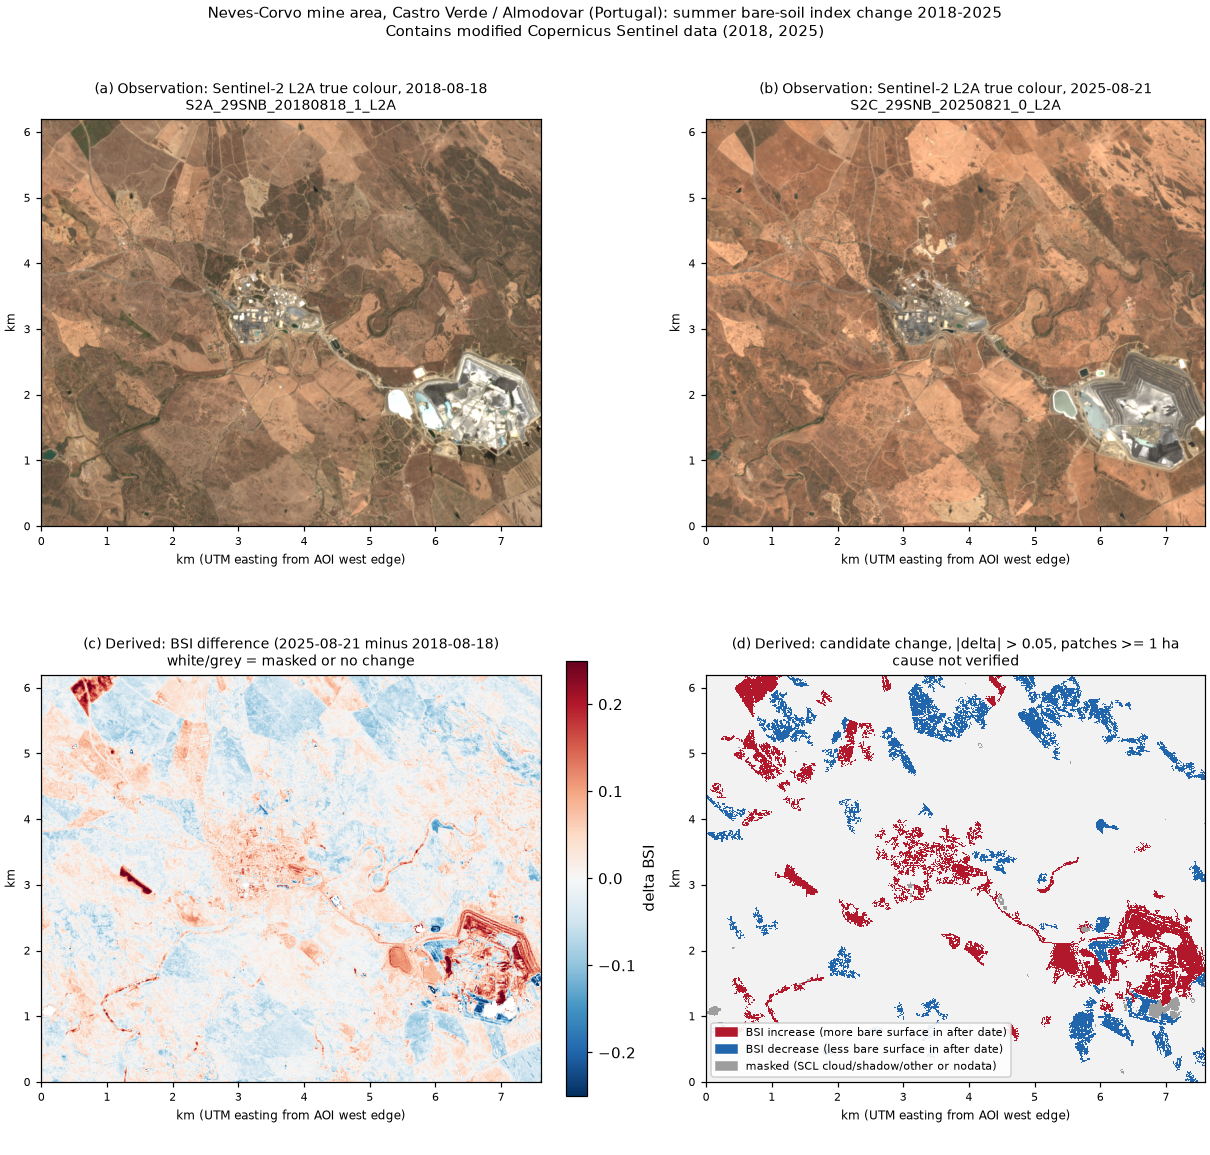 Neves-Corvo mine area, Castro Verde / Almodovar (Portugal): summer bare-soil index change 2018-2025
Contains modified Copernicus Sentinel data (2018, 2025)
(a) Observation: Sentinel-2 L2A true colour, 2018-08-18
S2A_29SNB_20180818_1_L2A
6
5
4
3
2
1
0
km
0 1 2 3 4 5 6 7
km (UTM easting from AOI west edge)
(b) Observation: Sentinel-2 L2A true colour, 2025-08-21
S2C_29SNB_20250821_0_L2A
6
5
4
3
2
1
0
km
0 1 2 3 4 5 6 7
km (UTM easting from AOI west edge)
(c) Derived: BSI difference (2025-08-21 minus 2018-08-18)
white/grey = masked or no change
6
5
4
3
2
1
0
km
0 1 2 3 4 5 6 7
km (UTM easting from AOI west edge)
0.2
0.1
0.0
−0.1
−0.2
delta BSI
(d) Derived: candidate change, |delta| > 0.05, patches >= 1 ha
cause not verified
6
5
4
3
2
1
0
km
BSI increase (more bare surface in after date)
BSI decrease (less bare surface in after date)
masked (SCL cloud/shadow/other or nodata)
0 1 2 3 4 5 6 7
km (UTM easting from AOI west edge)